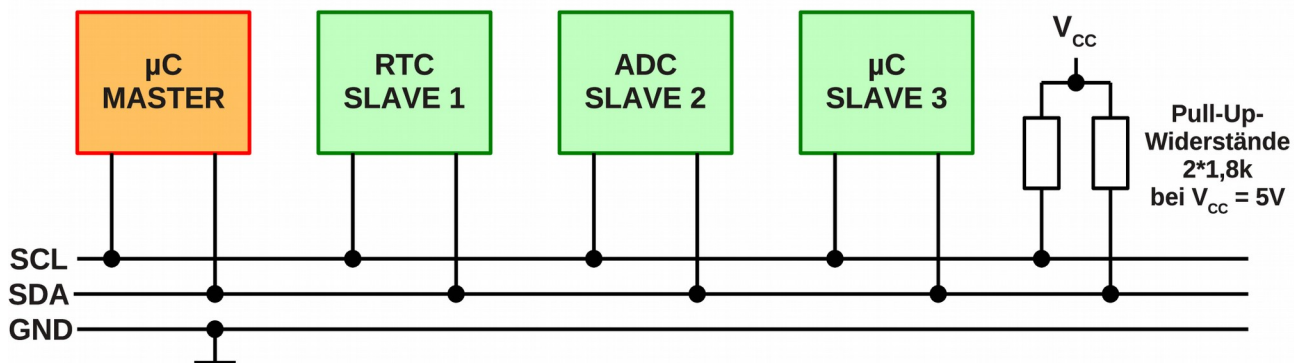 µC
MASTER
RTC
SLAVE 1
ADC
SLAVE 2
µC
SLAVE 3
VCC
Pull-Up-
Widerstände
2*1,8k
bei VCC = 5V
SCL
SDA
GND